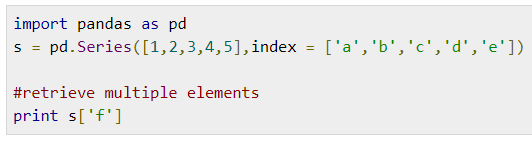 import pandas as pd
s = pd.Series([1,2,3,4,5],index = ['a','b','c','d','e'])
#retrieve multiple elements
print s['f']